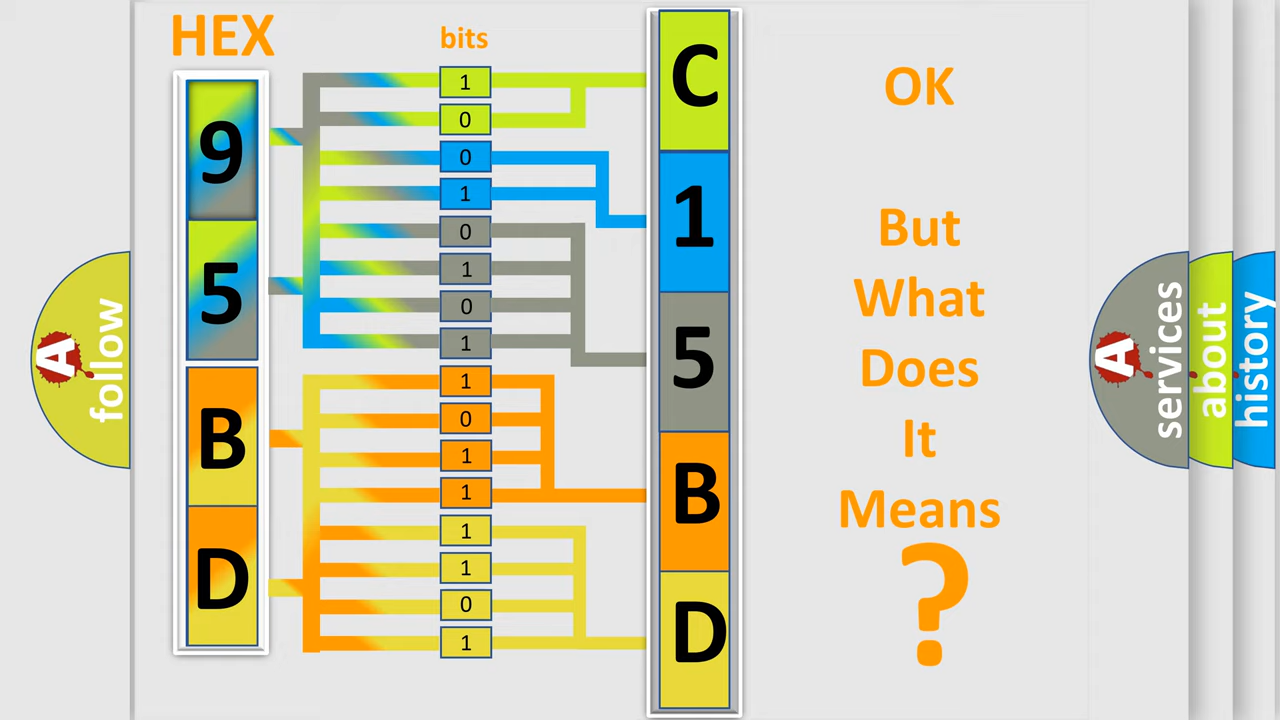 HEX
bits
9
5
B
D
1
0
0
1
0
1
0
1
1
0
1
1
1
1
0
1
C
1
5
B
D
OK
But
What
Does
It
Means
?
A
follow
A
services
about
history